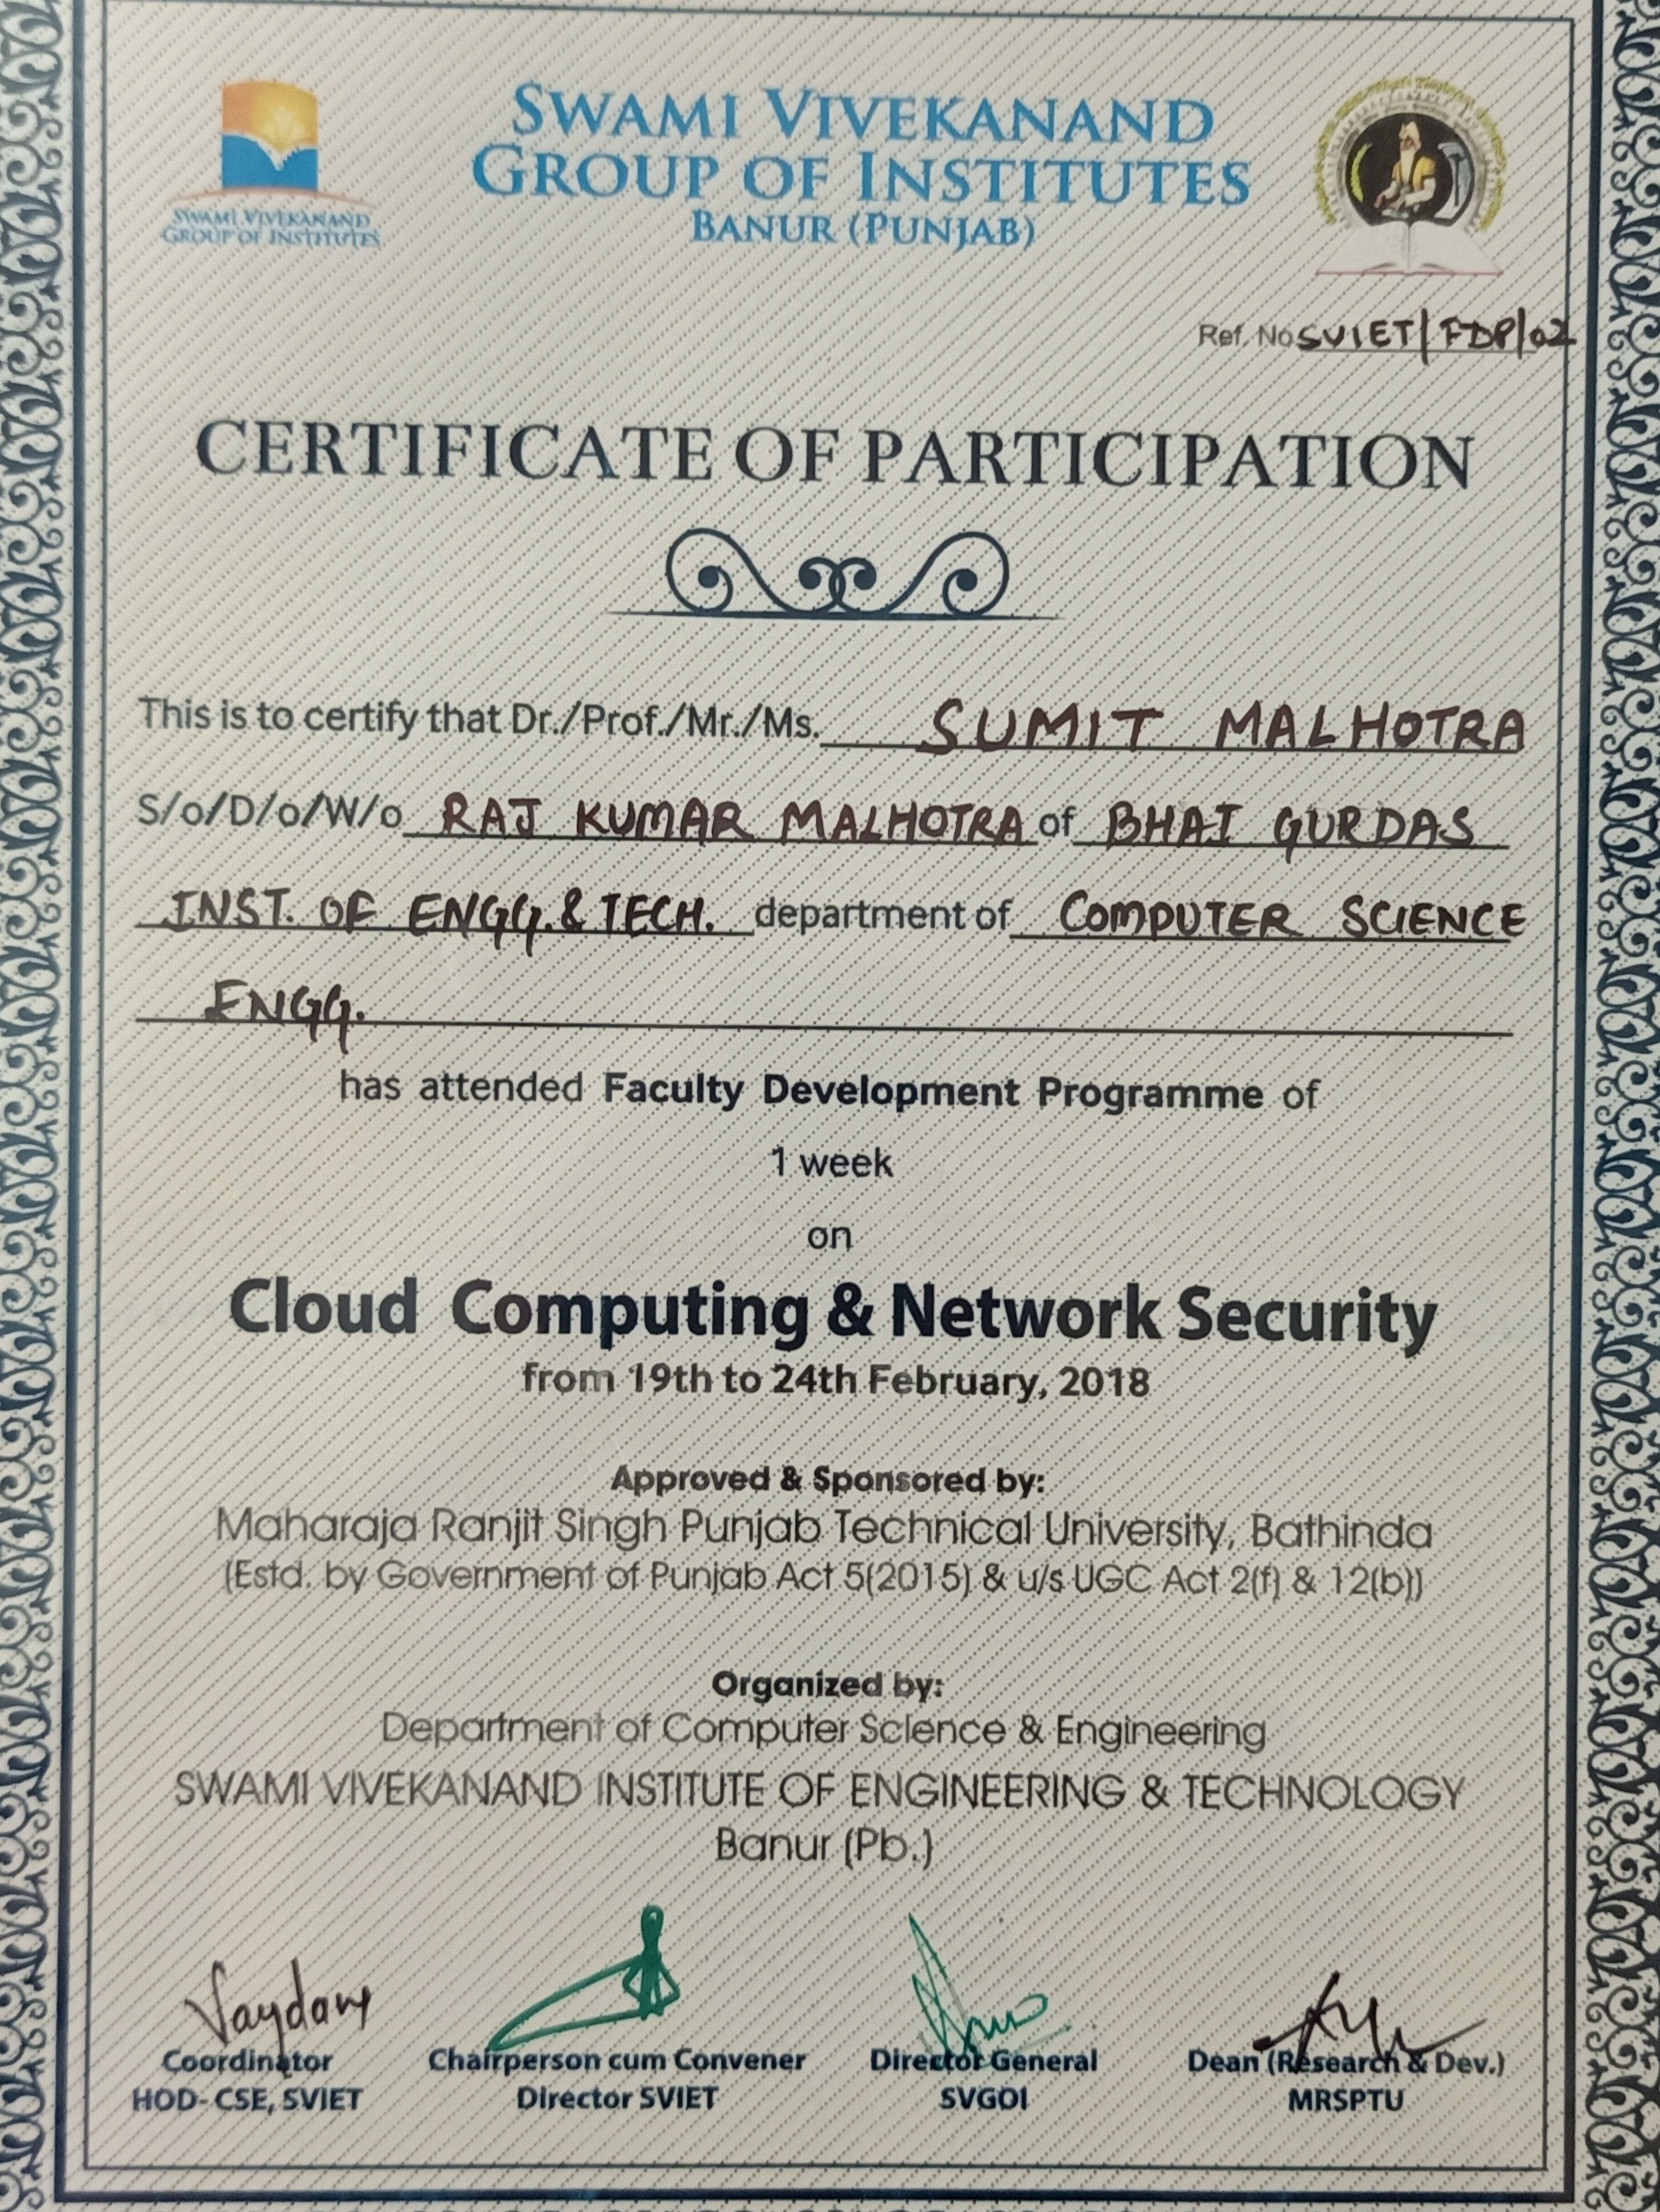 SWAMI VIVEKANAND
GROUP OF INSTITUTES
BANUR (PUNJAB)
SWAMI VIVEKANAND
GROUP OF INSTITUTES
Ref. No SVIET/FDP/02
CERTIFICATE OF PARTICIPATION
This is to certify that Dr./Prof./Mr./Ms. SUMIT MALHOTRA
S/o/D/o/W/o RAJ KUMAR MALHOTRA of BHAI GURDAS
INST. OF ENGG. & TECH. department of COMPUTER SCIENCE
ENGG.
has attended Faculty Development Programme of
1 week
on
Cloud Computing & Network Security
from 19th to 24th February, 2018
Approved & Sponsored by:
Maharaja Ranjit Singh Punjab Technical University, Bathinda
(Estd. by Government of Punjab Act 5(2015) & u/s UGC Act 2(f) & 12(b))
Organized by:
Department of Computer Science & Engineering
SWAMI VIVEKANAND INSTITUTE OF ENGINEERING & TECHNOLOGY
Banur (Pb.)
Coordinator
HOD- CSE, SVIET
Chairperson cum Convener
Director SVIET
Director General
SVGOI
Dean (Research & Dev.)
MRSPTU